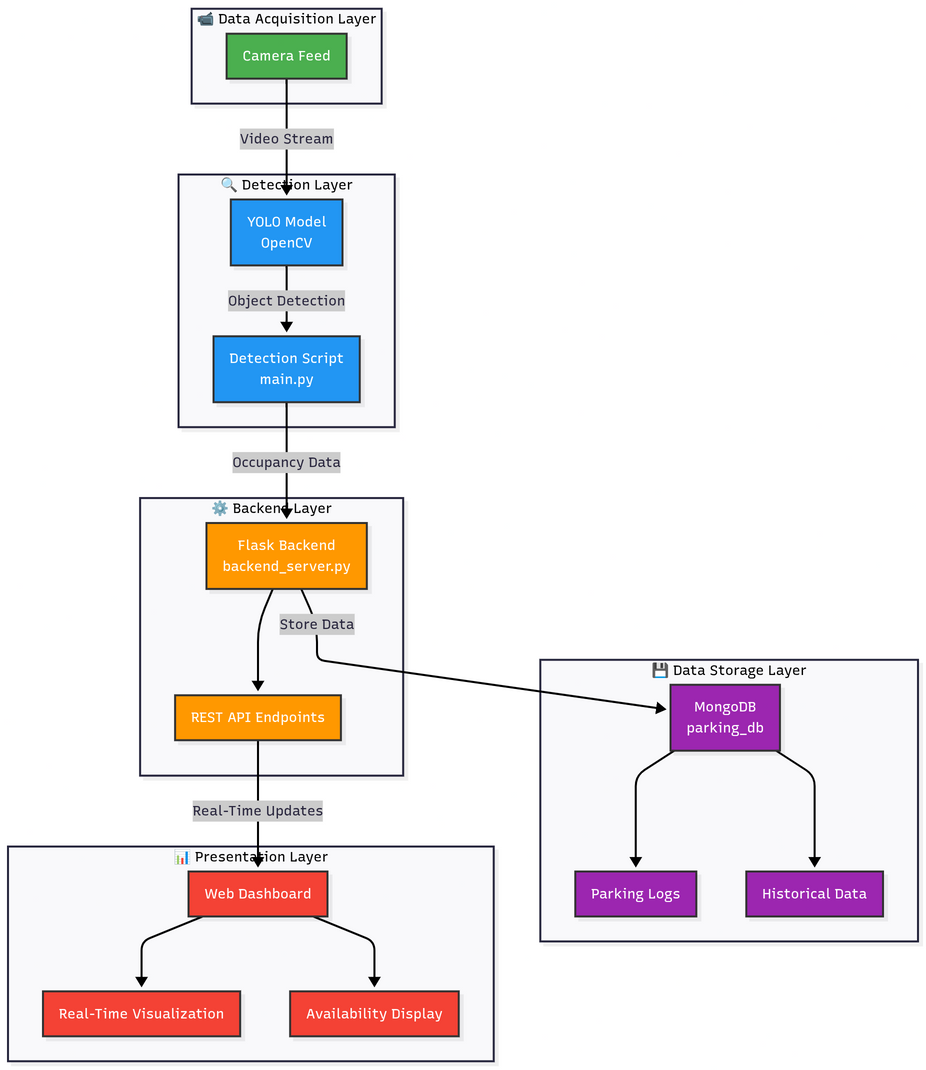 📹 Data Acquisition Layer
Camera Feed
Video Stream
🔍 Detection Layer
YOLO Model
OpenCV
Object Detection
Detection Script
main.py
Occupancy Data
⚙️ Backend Layer
Flask Backend
backend_server.py
Store Data
REST API Endpoints
💾 Data Storage Layer
MongoDB
parking_db
Parking Logs
Historical Data
Real-Time Updates
📊 Presentation Layer
Web Dashboard
Real-Time Visualization
Availability Display